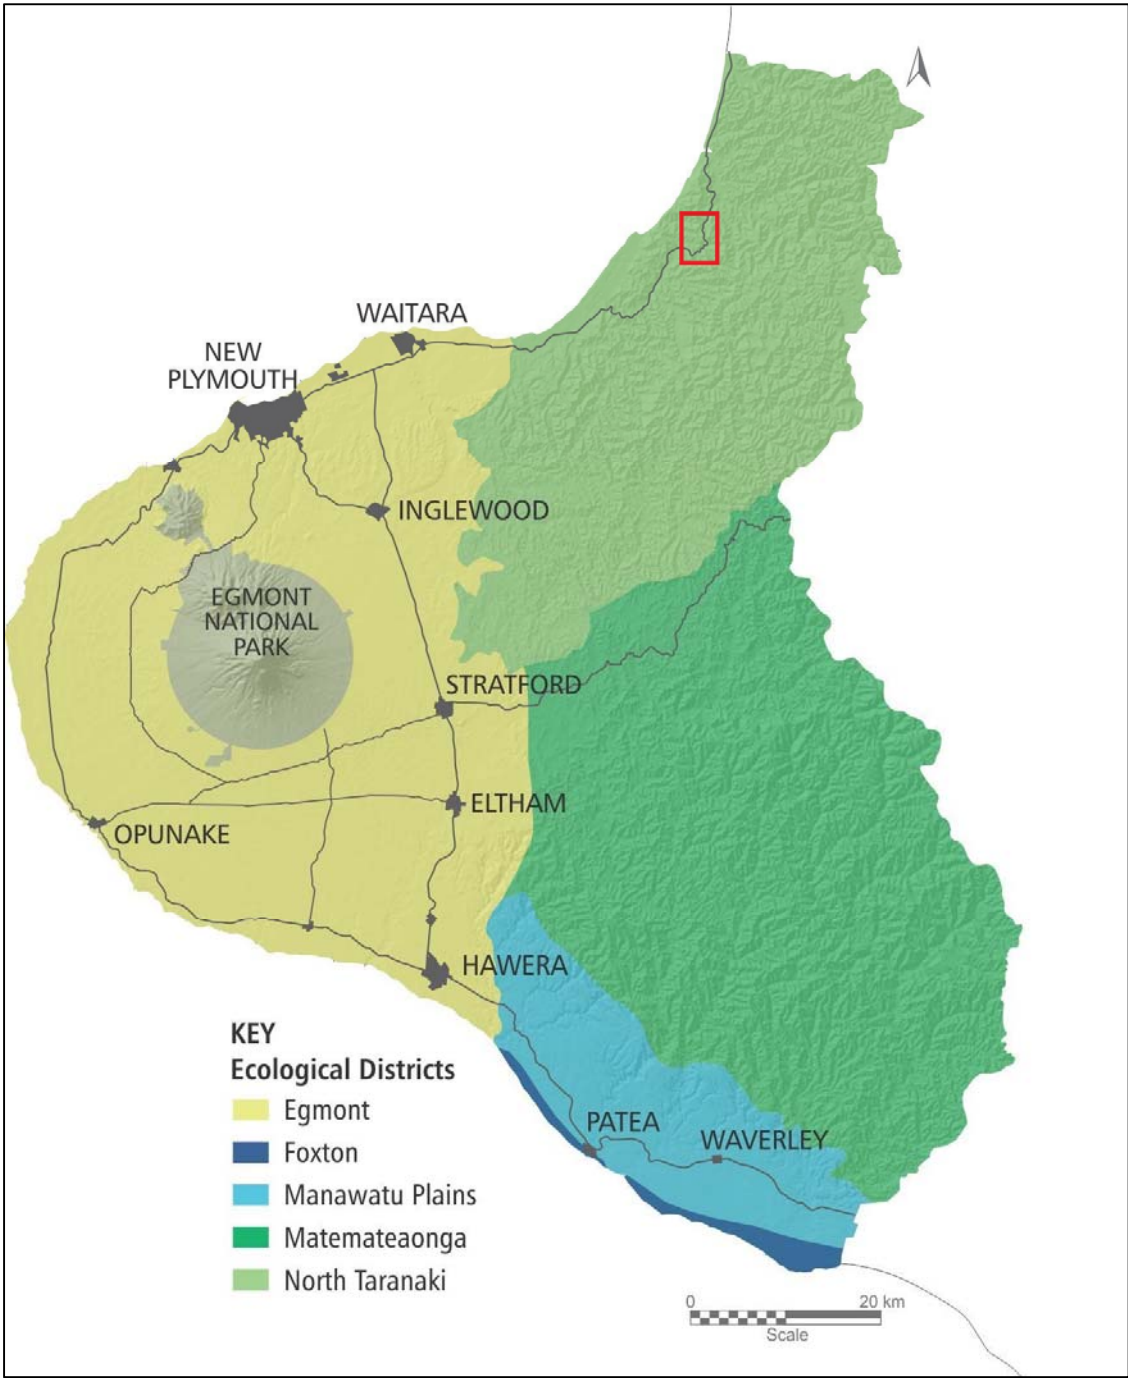 WAITARA
NEW
PLYMOUTH
INGLEWOOD
EGMONT
NATIONAL
PARK
STRATFORD
ELTHAM
OPUNAKE
HAWERA
KEY
Ecological Districts
Egmont
Foxton
Manawatu Plains
Matemateaonga
North Taranaki
PATEA
WAVERLEY
0 20 km
Scale